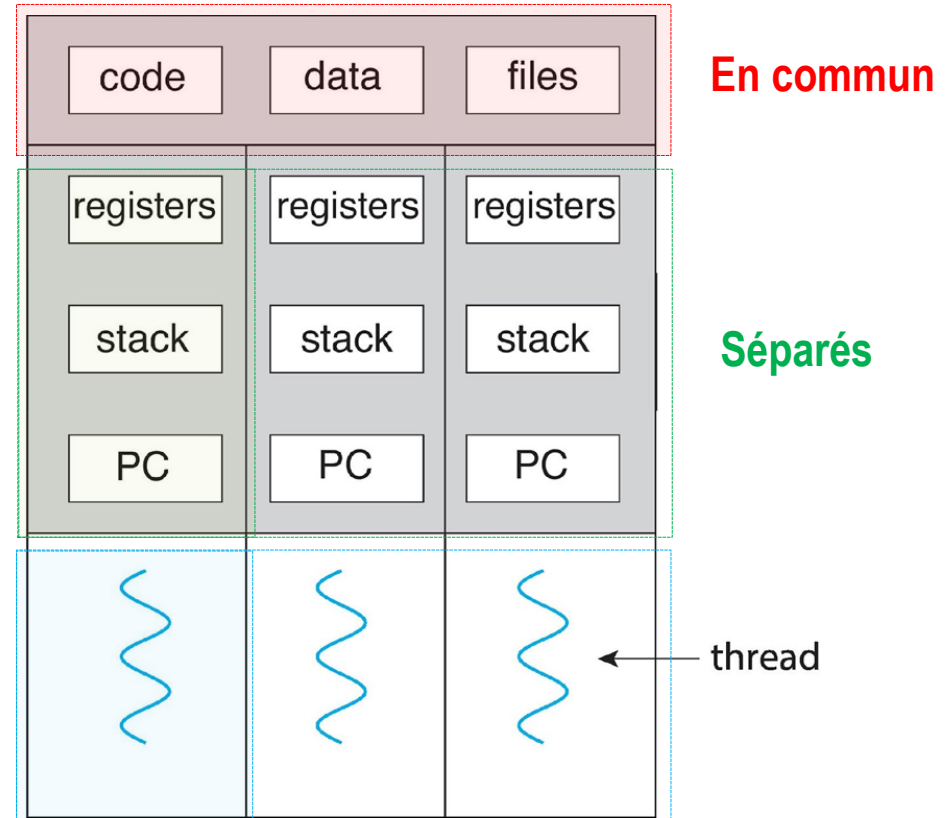 code data files
En commun
registers registers registers
stack stack stack
Séparés
PC PC PC
thread